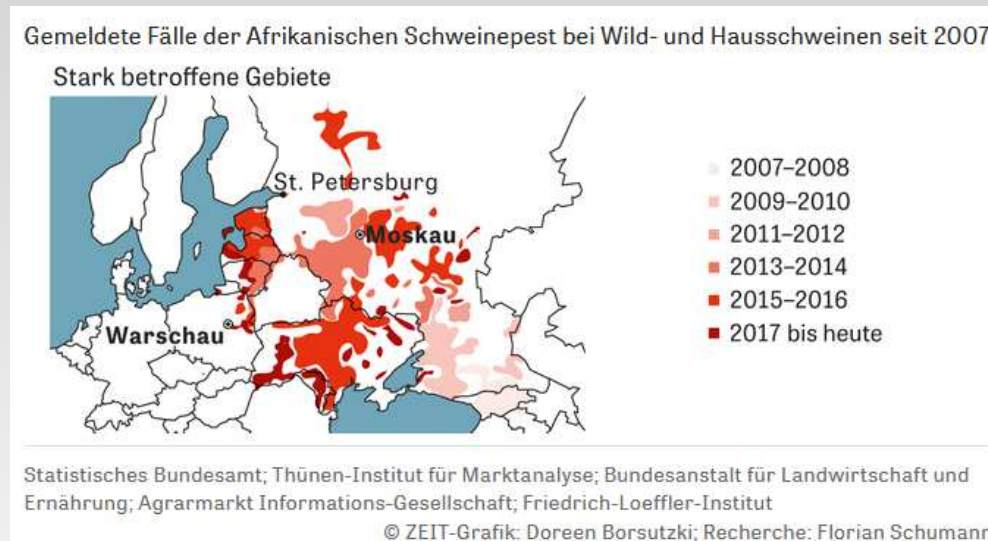 Gemeldete Fälle der Afrikanischen Schweinepest bei Wild- und Hausschweinen seit 2007
Stark betroffene Gebiete
St. Petersburg
Moskau
Warschau
2007–2008
2009–2010
2011–2012
2013–2014
2015–2016
2017 bis heute
Statistisches Bundesamt; Thünen-Institut für Marktanalyse; Bundesanstalt für Landwirtschaft und
Ernährung; Agrarmarkt Informations-Gesellschaft; Friedrich-Loeffler-Institut
© ZEIT-Grafik: Doreen Borsutzki; Recherche: Florian Schumann